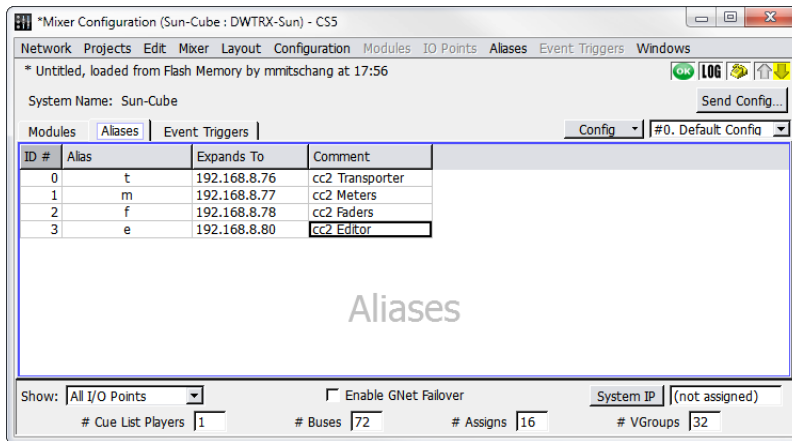 *Mixer Configuration (Sun-Cube : DWTRX-Sun) - CS5
Network Projects Edit Mixer Layout Configuration Modules IO Points Aliases Event Triggers Windows
* Untitled, loaded from Flash Memory by mmitschang at 17:56 OK LOG
System Name: Sun-Cube Send Config...
Modules Aliases Event Triggers Config #0. Default Config
ID # Alias Expands To Comment
0 t 192.168.8.76 cc2 Transporter
1 m 192.168.8.77 cc2 Meters
2 f 192.168.8.78 cc2 Faders
3 e 192.168.8.80 cc2 Editor
Aliases
Show: All I/O Points Enable GNet Failover System IP (not assigned)
# Cue List Players 1 # Buses 72 # Assigns 16 # VGroups 32